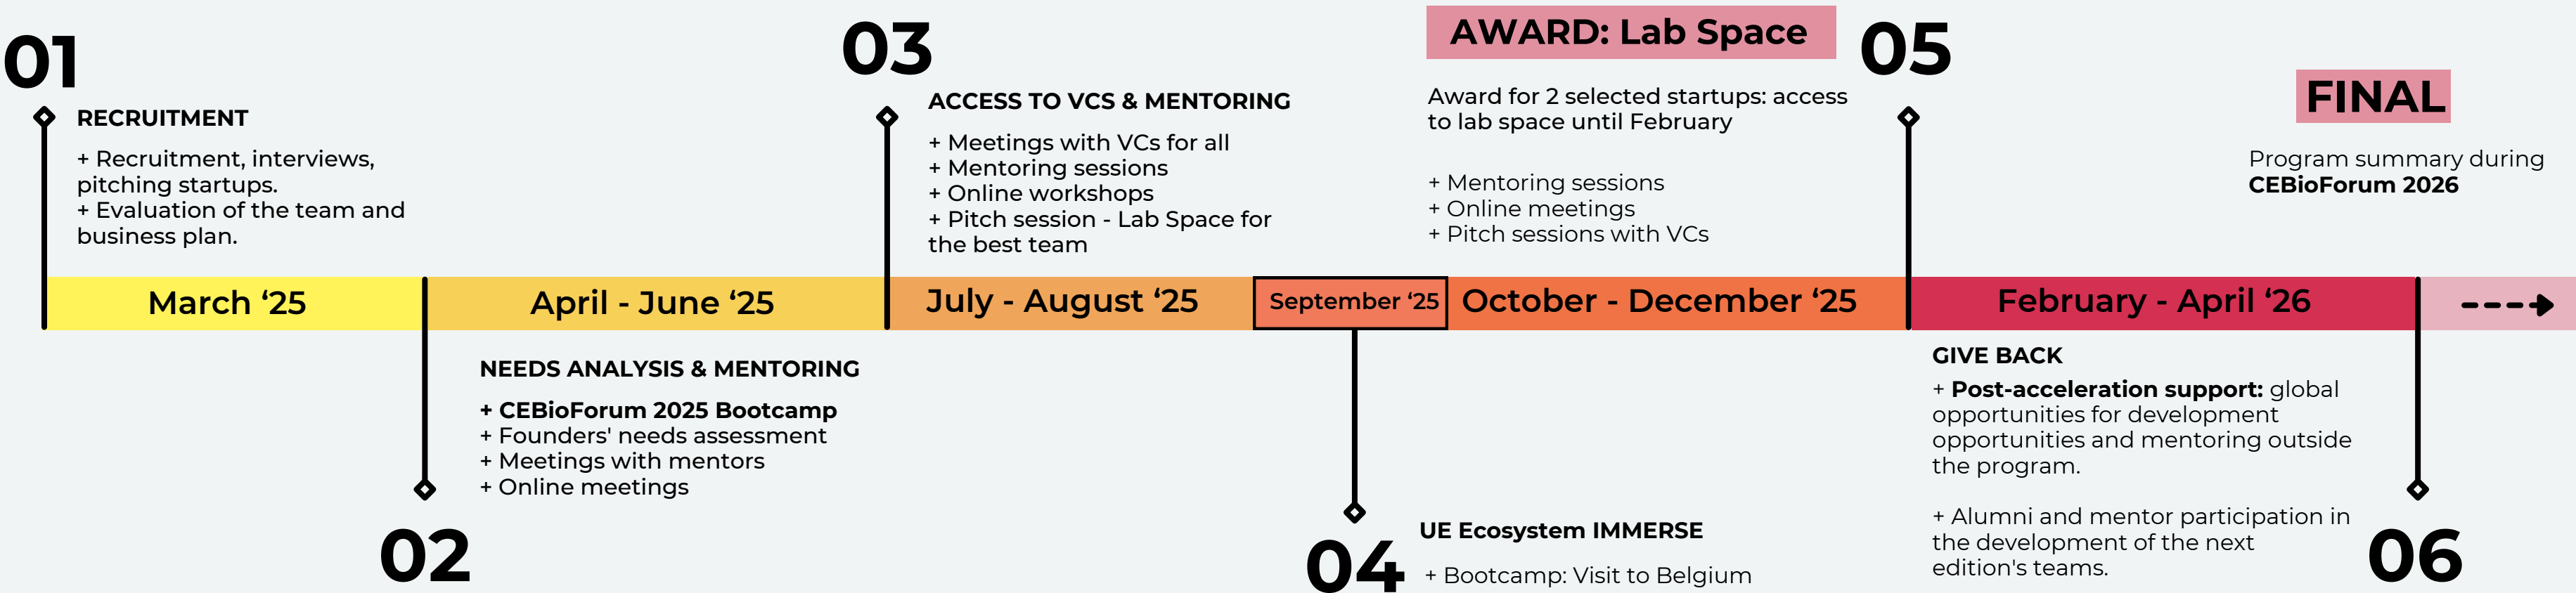 01
RECRUITMENT
+ Recruitment, interviews,
pitching startups.
+ Evaluation of the team and
business plan.
March ‘25
02
NEEDS ANALYSIS & MENTORING
+ CEBioForum 2025 Bootcamp
+ Founders' needs assessment
+ Meetings with mentors
+ Online meetings
April - June ‘25
03
ACCESS TO VCS & MENTORING
+ Meetings with VCs for all
+ Mentoring sessions
+ Online workshops
+ Pitch session - Lab Space for
the best team
July - August ‘25
September ‘25
04
UE Ecosystem IMMERSE
+ Bootcamp: Visit to Belgium
AWARD: Lab Space
Award for 2 selected startups: access
to lab space until February
+ Mentoring sessions
+ Online meetings
+ Pitch sessions with VCs
October - December ‘25
05
February - April ‘26
GIVE BACK
+ Post-acceleration support: global
opportunities for development
opportunities and mentoring outside
the program.
+ Alumni and mentor participation in
the development of the next
edition's teams.
06
FINAL
Program summary during
CEBioForum 2026